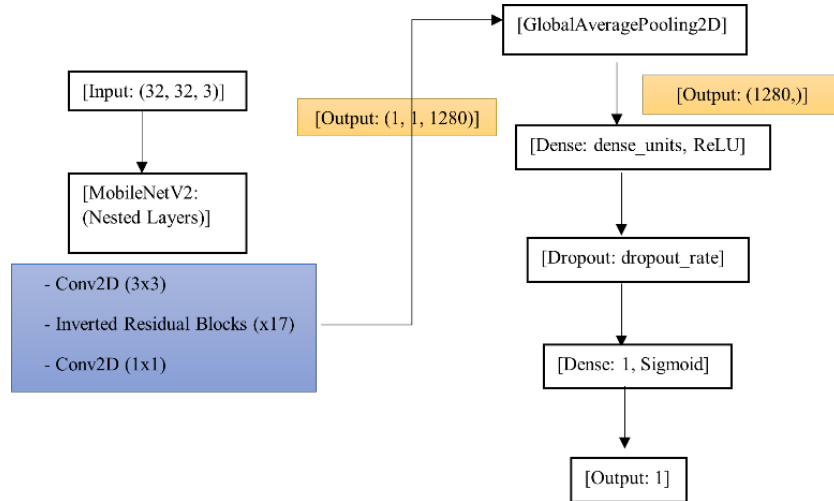 [Input: (32, 32, 3)]
[MobileNetV2:
(Nested Layers)]
- Conv2D (3x3)
- Inverted Residual Blocks (x17)
- Conv2D (1x1)
[Output: (1, 1, 1280)]
[GlobalAveragePooling2D]
[Output: (1280,)]
[Dense: dense_units, ReLU]
[Dropout: dropout_rate]
[Dense: 1, Sigmoid]
[Output: 1]